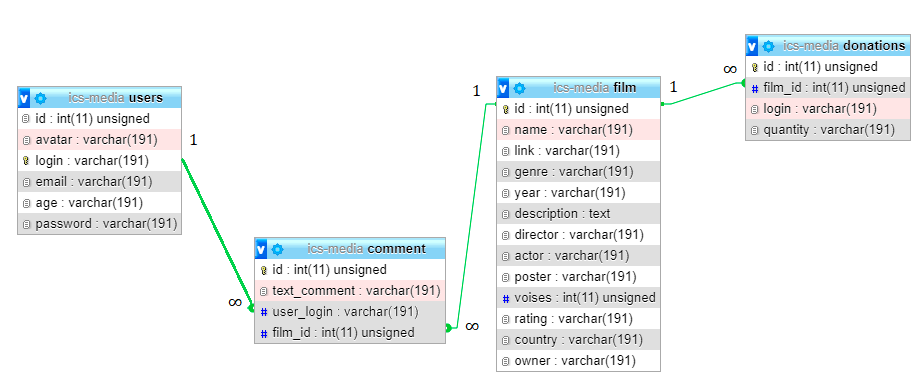 ics-media users
id : int(11) unsigned
avatar : varchar(191)
login : varchar(191)
email : varchar(191)
age : varchar(191)
password : varchar(191)
1
∞
ics-media comment
id : int(11) unsigned
text_comment : varchar(191)
user_login : varchar(191)
# film_id : int(11) unsigned
∞
1
ics-media film
id : int(11) unsigned
name : varchar(191)
link : varchar(191)
genre : varchar(191)
year : varchar(191)
description : text
director : varchar(191)
actor : varchar(191)
poster : varchar(191)
# voises : int(11) unsigned
rating : varchar(191)
country : varchar(191)
owner : varchar(191)
1
∞
ics-media donations
id : int(11) unsigned
# film_id : int(11) unsigned
login : varchar(191)
quantity : varchar(191)